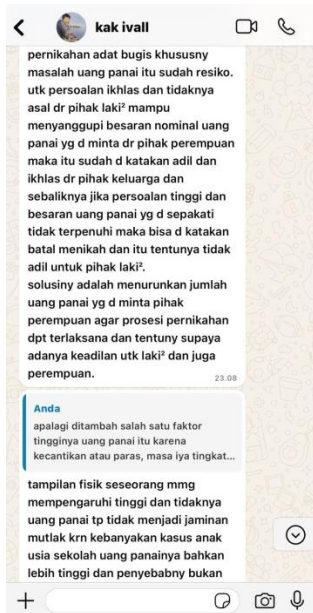 kak ivall
pernikahan adat bugis khususny
masalah uang panai itu sudah resiko.
utk persoalan ikhlas dan tidaknya
asal dr pihak laki² mampu
menyanggupi besaran nominal uang
panai yg d minta dr pihak perempuan
maka itu sudah d katakan adil dan
ikhlas dr pihak keluarga dan
sebaliknya jika persoalan tinggi dan
besaran uang panai yg d sepakati
tidak terpenuhi maka bisa d katakan
batal menikah dan itu tentunya tidak
adil untuk pihak laki².
solusiny adalah menurunkan jumlah
uang panai yg d minta pihak
perempuan agar prosesi pernikahan
dpt terlaksana dan tentuny supaya
adanya keadilan utk laki² dan juga
perempuan.
23.08
Anda
apalagi ditambah salah satu faktor
tingginya uang panai itu karena
kecantikan atau paras, masa iya tingkat...
tampilan fisik seseorang mmg
mempengaruhi tinggi dan tidaknya
uang panai tp tidak menjadi jaminan
mutlak krn kebanyakan kasus anak
usia sekolah uang panainya bahkan
lebih tinggi dan penyebabny bukan